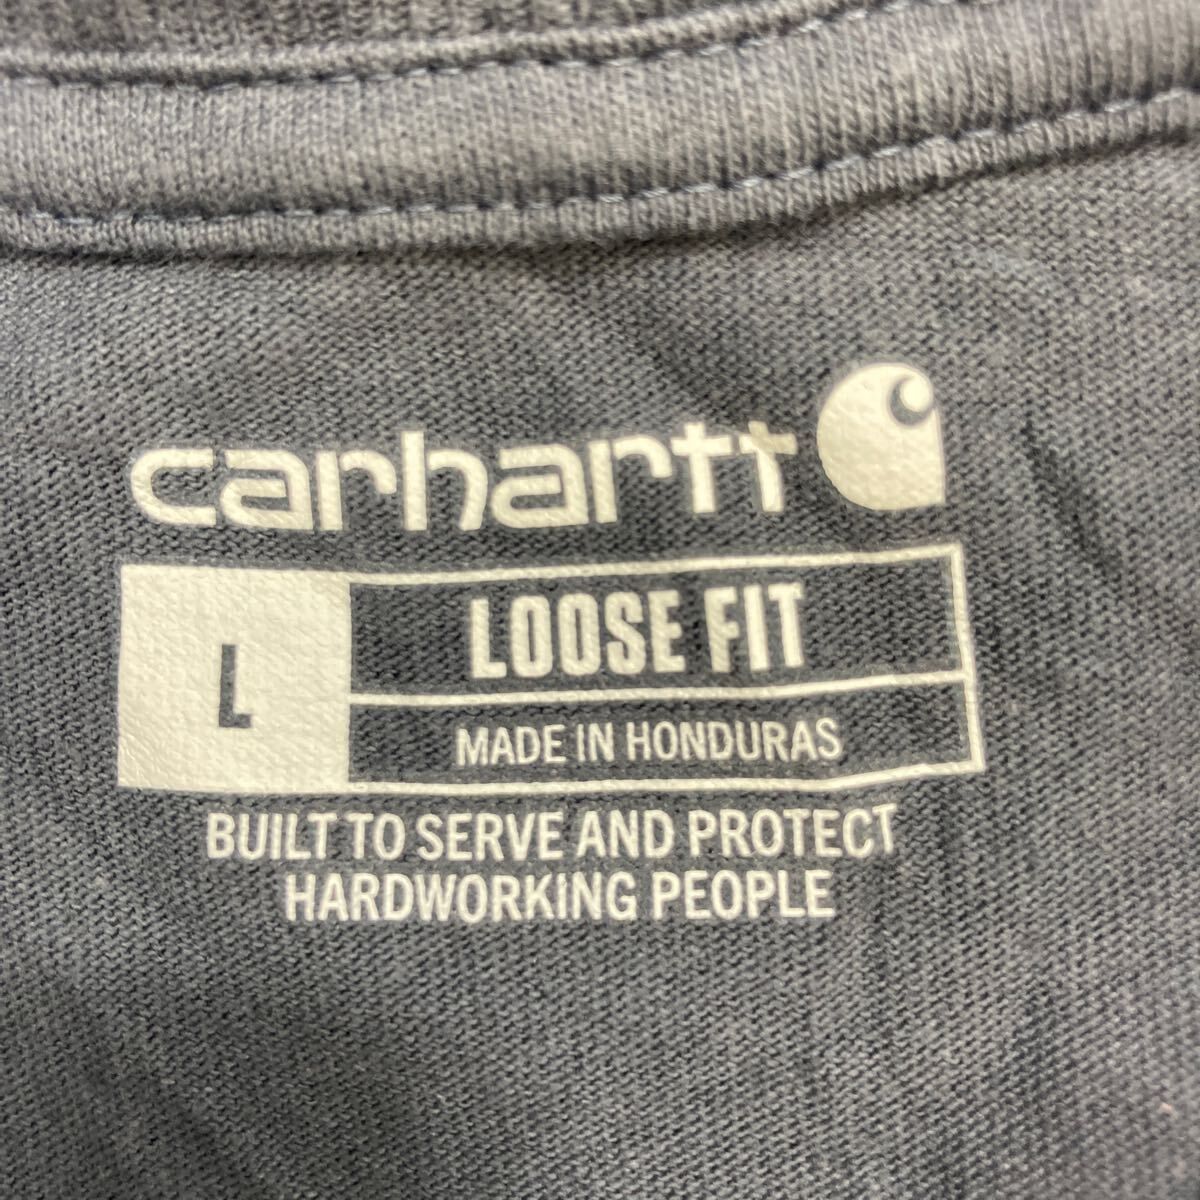 carhartt
L
LOOSE FIT
MADE IN HONDURAS
BUILT TO SERVE AND PROTECT
HARDWORKING PEOPLE